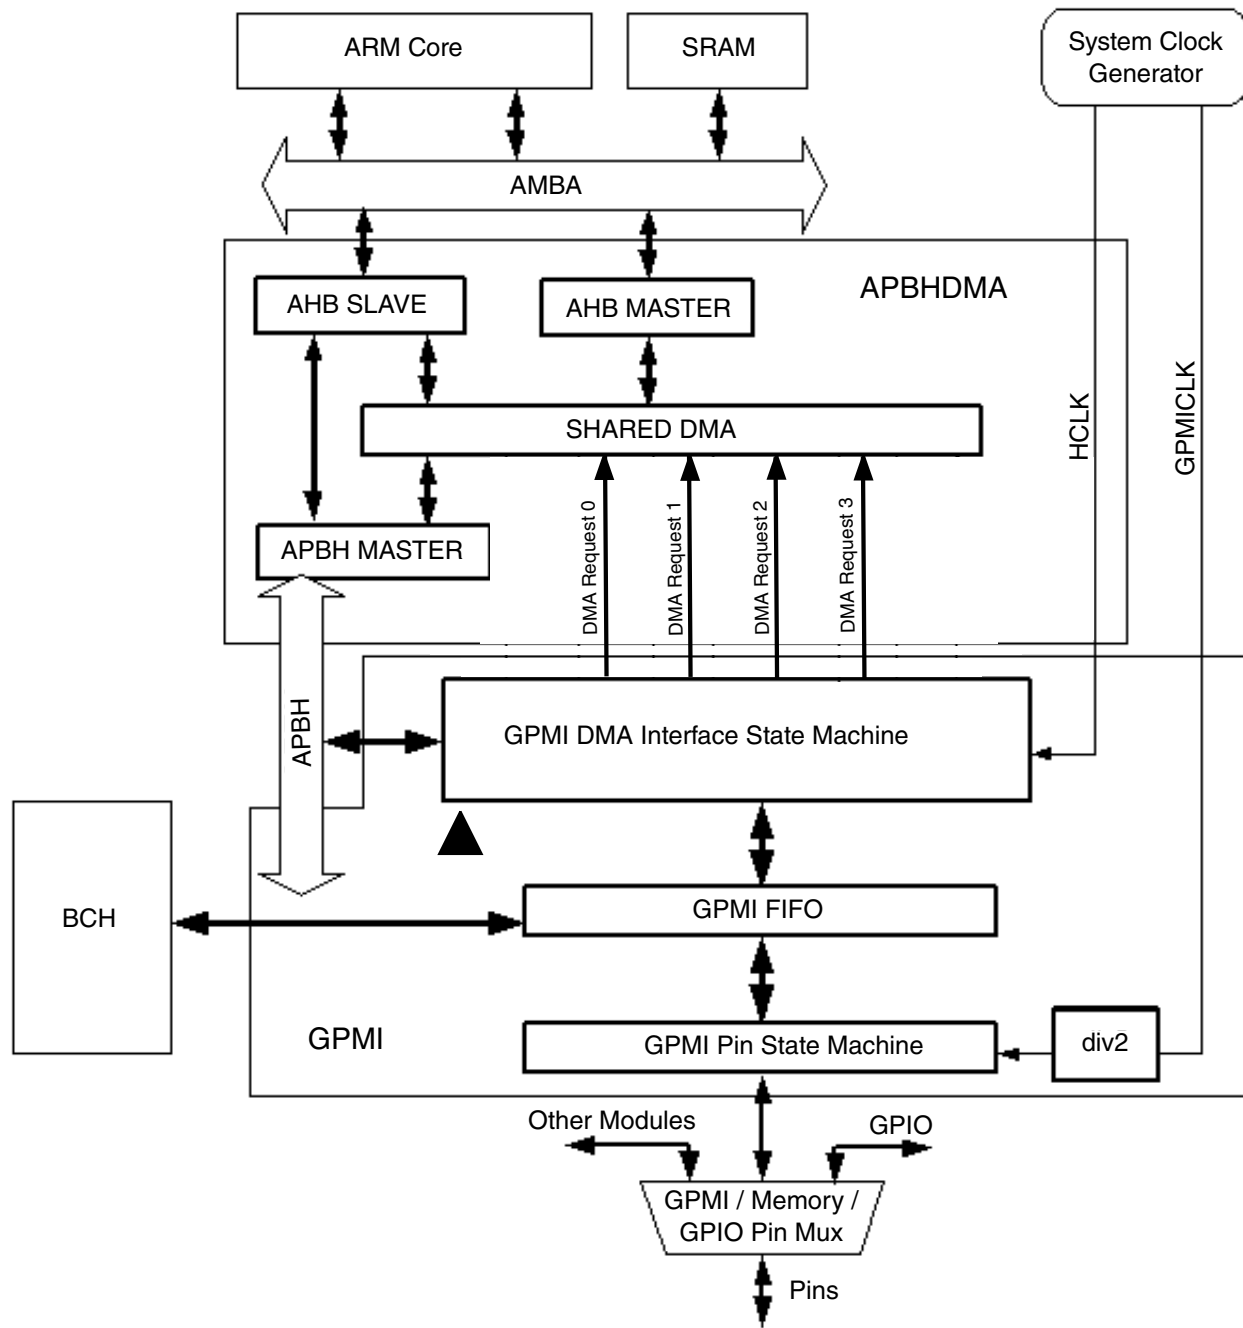 ARM Core
SRAM
System Clock
Generator
AMBA
APBHDMA
AHB SLAVE
AHB MASTER
HCLK
GPMICLK
SHARED DMA
DMA Request 0
DMA Request 1
DMA Request 2
DMA Request 3
APBH MASTER
APBH
GPMI DMA Interface State Machine
BCH
GPMI FIFO
GPMI
GPMI Pin State Machine
div2
Other Modules
GPIO
GPMI / Memory /
GPIO Pin Mux
Pins